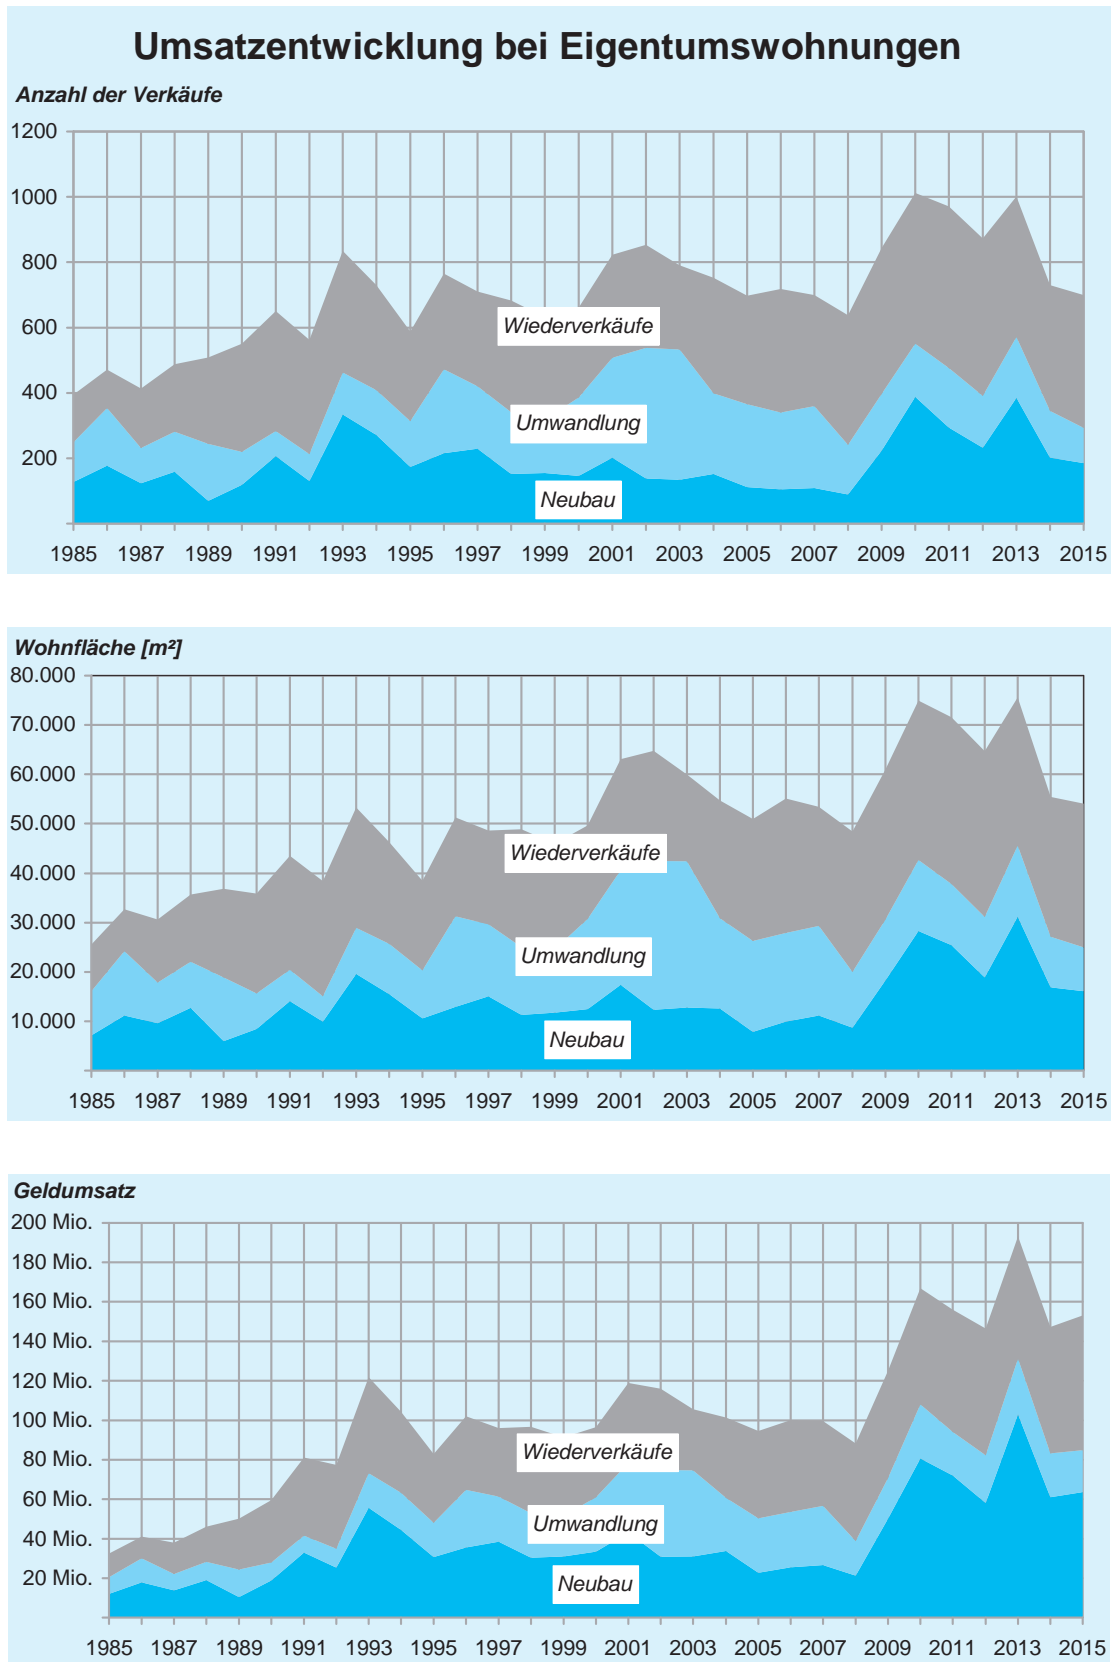 Umsatzentwicklung bei Eigentumswohnungen
Anzahl der Verkäufe
1200
1000
800
600
400
200
Wiederverkäufe
Umwandlung
Neubau
1985 1987 1989 1991 1993 1995 1997 1999 2001 2003 2005 2007 2009 2011 2013 2015
Wohnfläche [m²]
80.000
70.000
60.000
50.000
40.000
30.000
20.000
10.000
Wiederverkäufe
Umwandlung
Neubau
1985 1987 1989 1991 1993 1995 1997 1999 2001 2003 2005 2007 2009 2011 2013 2015
Geldumsatz
200 Mio.
180 Mio.
160 Mio.
140 Mio.
120 Mio.
100 Mio.
80 Mio.
60 Mio.
40 Mio.
20 Mio.
Wiederverkäufe
Umwandlung
Neubau
1985 1987 1989 1991 1993 1995 1997 1999 2001 2003 2005 2007 2009 2011 2013 2015